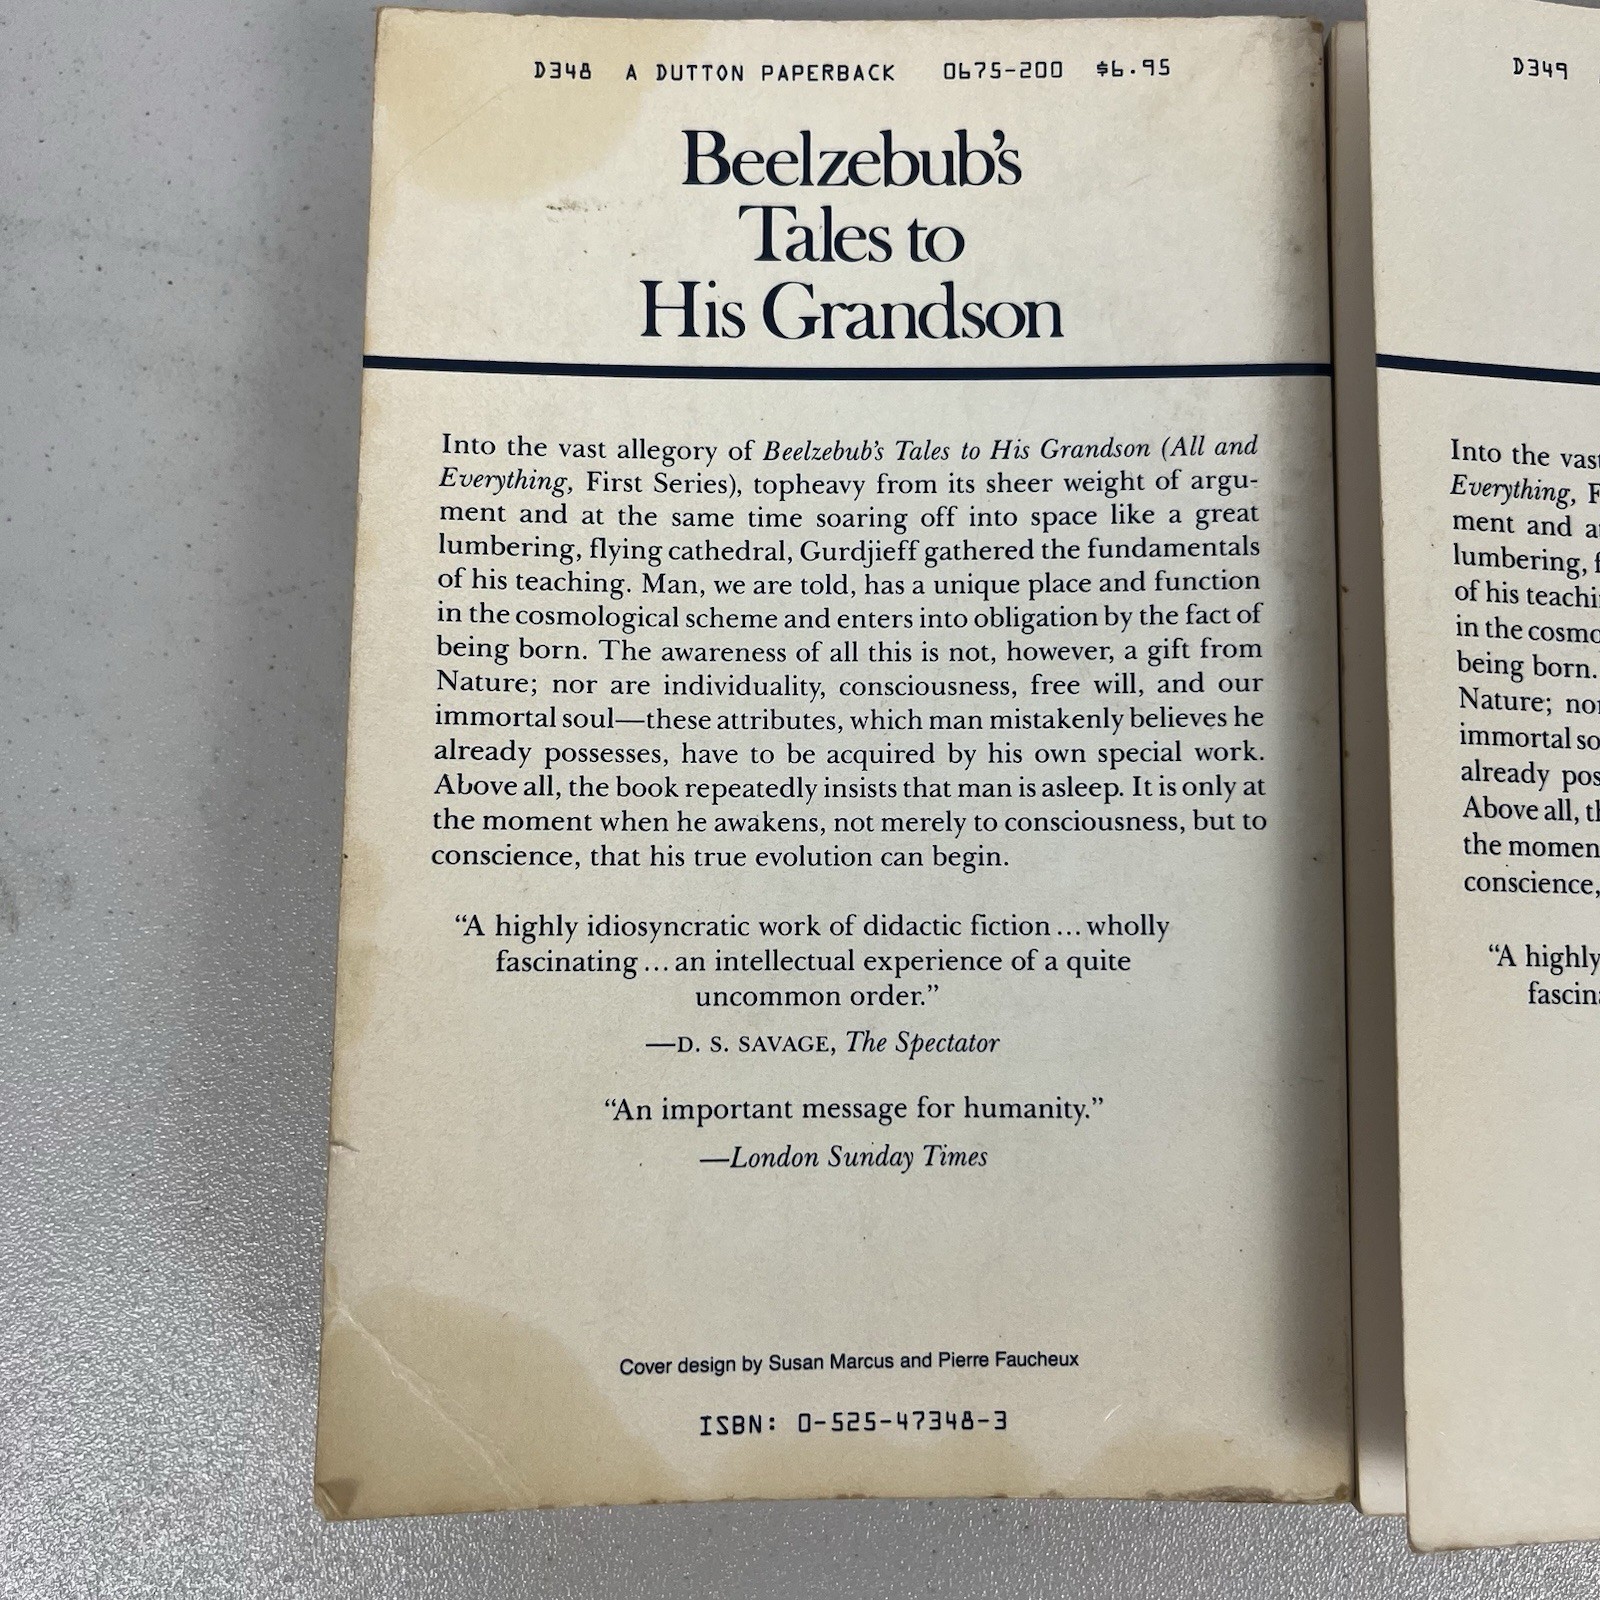 D348 A DUTTON PAPERBACK 0675-200 $6.95
Beelzebub's
Tales to
His Grandson
Into the vast allegory of Beelzebub's Tales to His Grandson (All and
Everything, First Series), topheavy from its sheer weight of argu-
ment and at the same time soaring off into space like a great
lumbering, flying cathedral, Gurdjieff gathered the fundamentals
of his teaching. Man, we are told, has a unique place and function
in the cosmological scheme and enters into obligation by the fact of
being born. The awareness of all this is not, however, a gift from
Nature; nor are individuality, consciousness, free will, and our
immortal soul—these attributes, which man mistakenly believes he
already possesses, have to be acquired by his own special work.
Above all, the book repeatedly insists that man is asleep. It is only at
the moment when he awakens, not merely to consciousness, but to
conscience, that his true evolution can begin.
“A highly idiosyncratic work of didactic fiction...wholly
fascinating...an intellectual experience of a quite
uncommon order.”
—D. S. SAVAGE, The Spectator
“An important message for humanity.”
—London Sunday Times
Cover design by Susan Marcus and Pierre Faucheux
ISBN: 0-525-47348-3
D349
Into the vast
Everything,
ment and
lumbering,
of his
in the
being born.
Nature;
immortal
already
Above all,
the
conscience,
“A highly